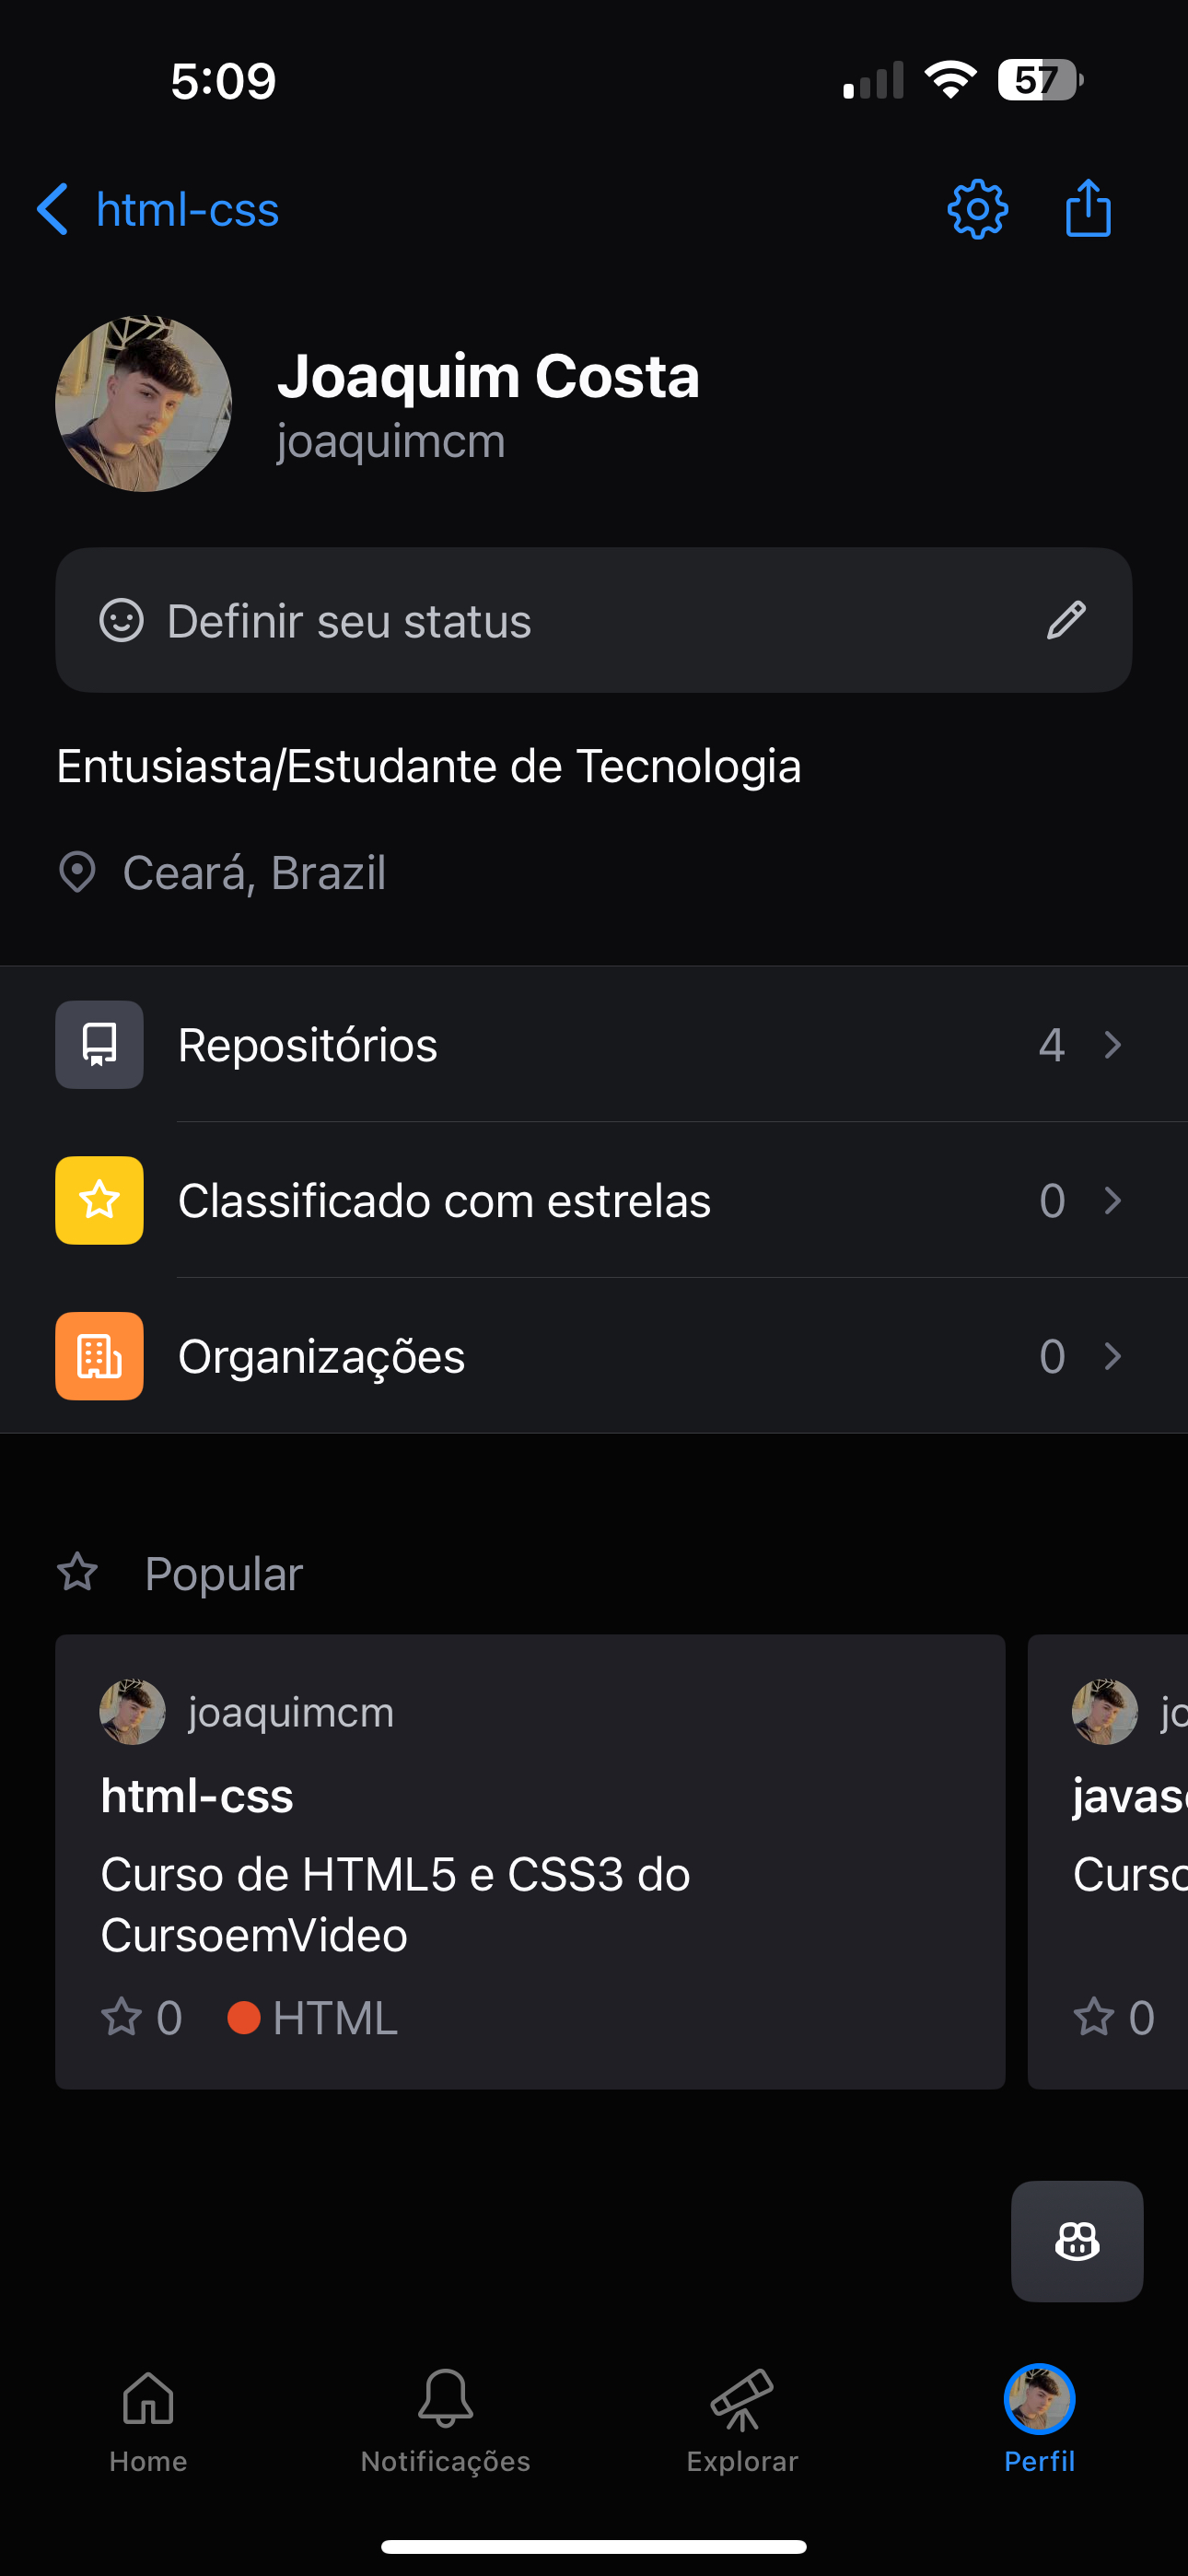 5:09
57
html-css
Joaquim Costa
joaquimcm
Definir seu status
Entusiasta/Estudante de Tecnologia
Ceará, Brazil
Repositórios 4
Classificado com estrelas 0
Organizações 0
Popular
joaquimcm
html-css
Curso de HTML5 e CSS3 do
CursoemVideo
0 HTML
jo
javas
Curso
0
Home
Notificações
Explorar
Perfil